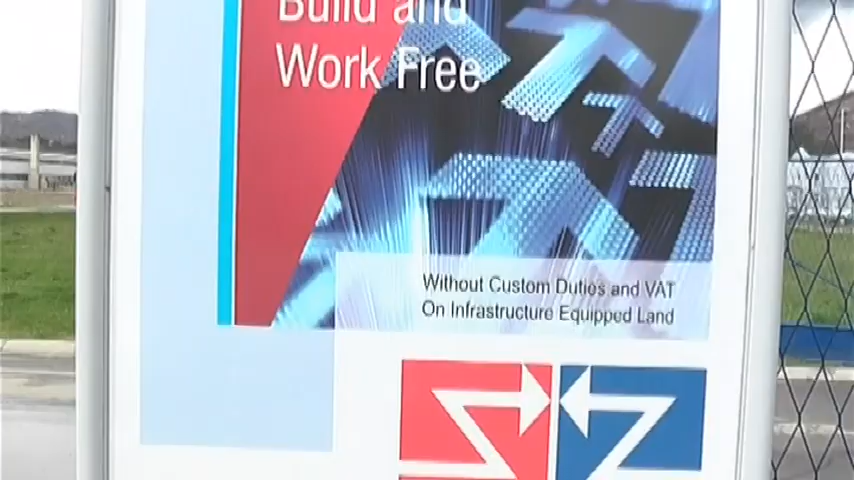 Build and
Work Free
Without Custom Duties and VAT
On Infrastructure Equipped Land